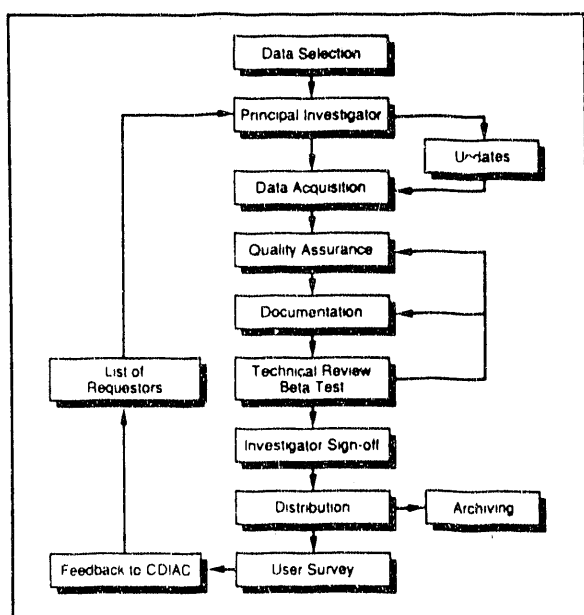 Data Selection
Principal Investigator
Updates
Data Acquisition
Quality Assurance
Documentation
List of
Requestors
Technical Review
Beta Test
Investigator Sign-off
Distribution
Archiving
Feedback to CDIAC
User Survey